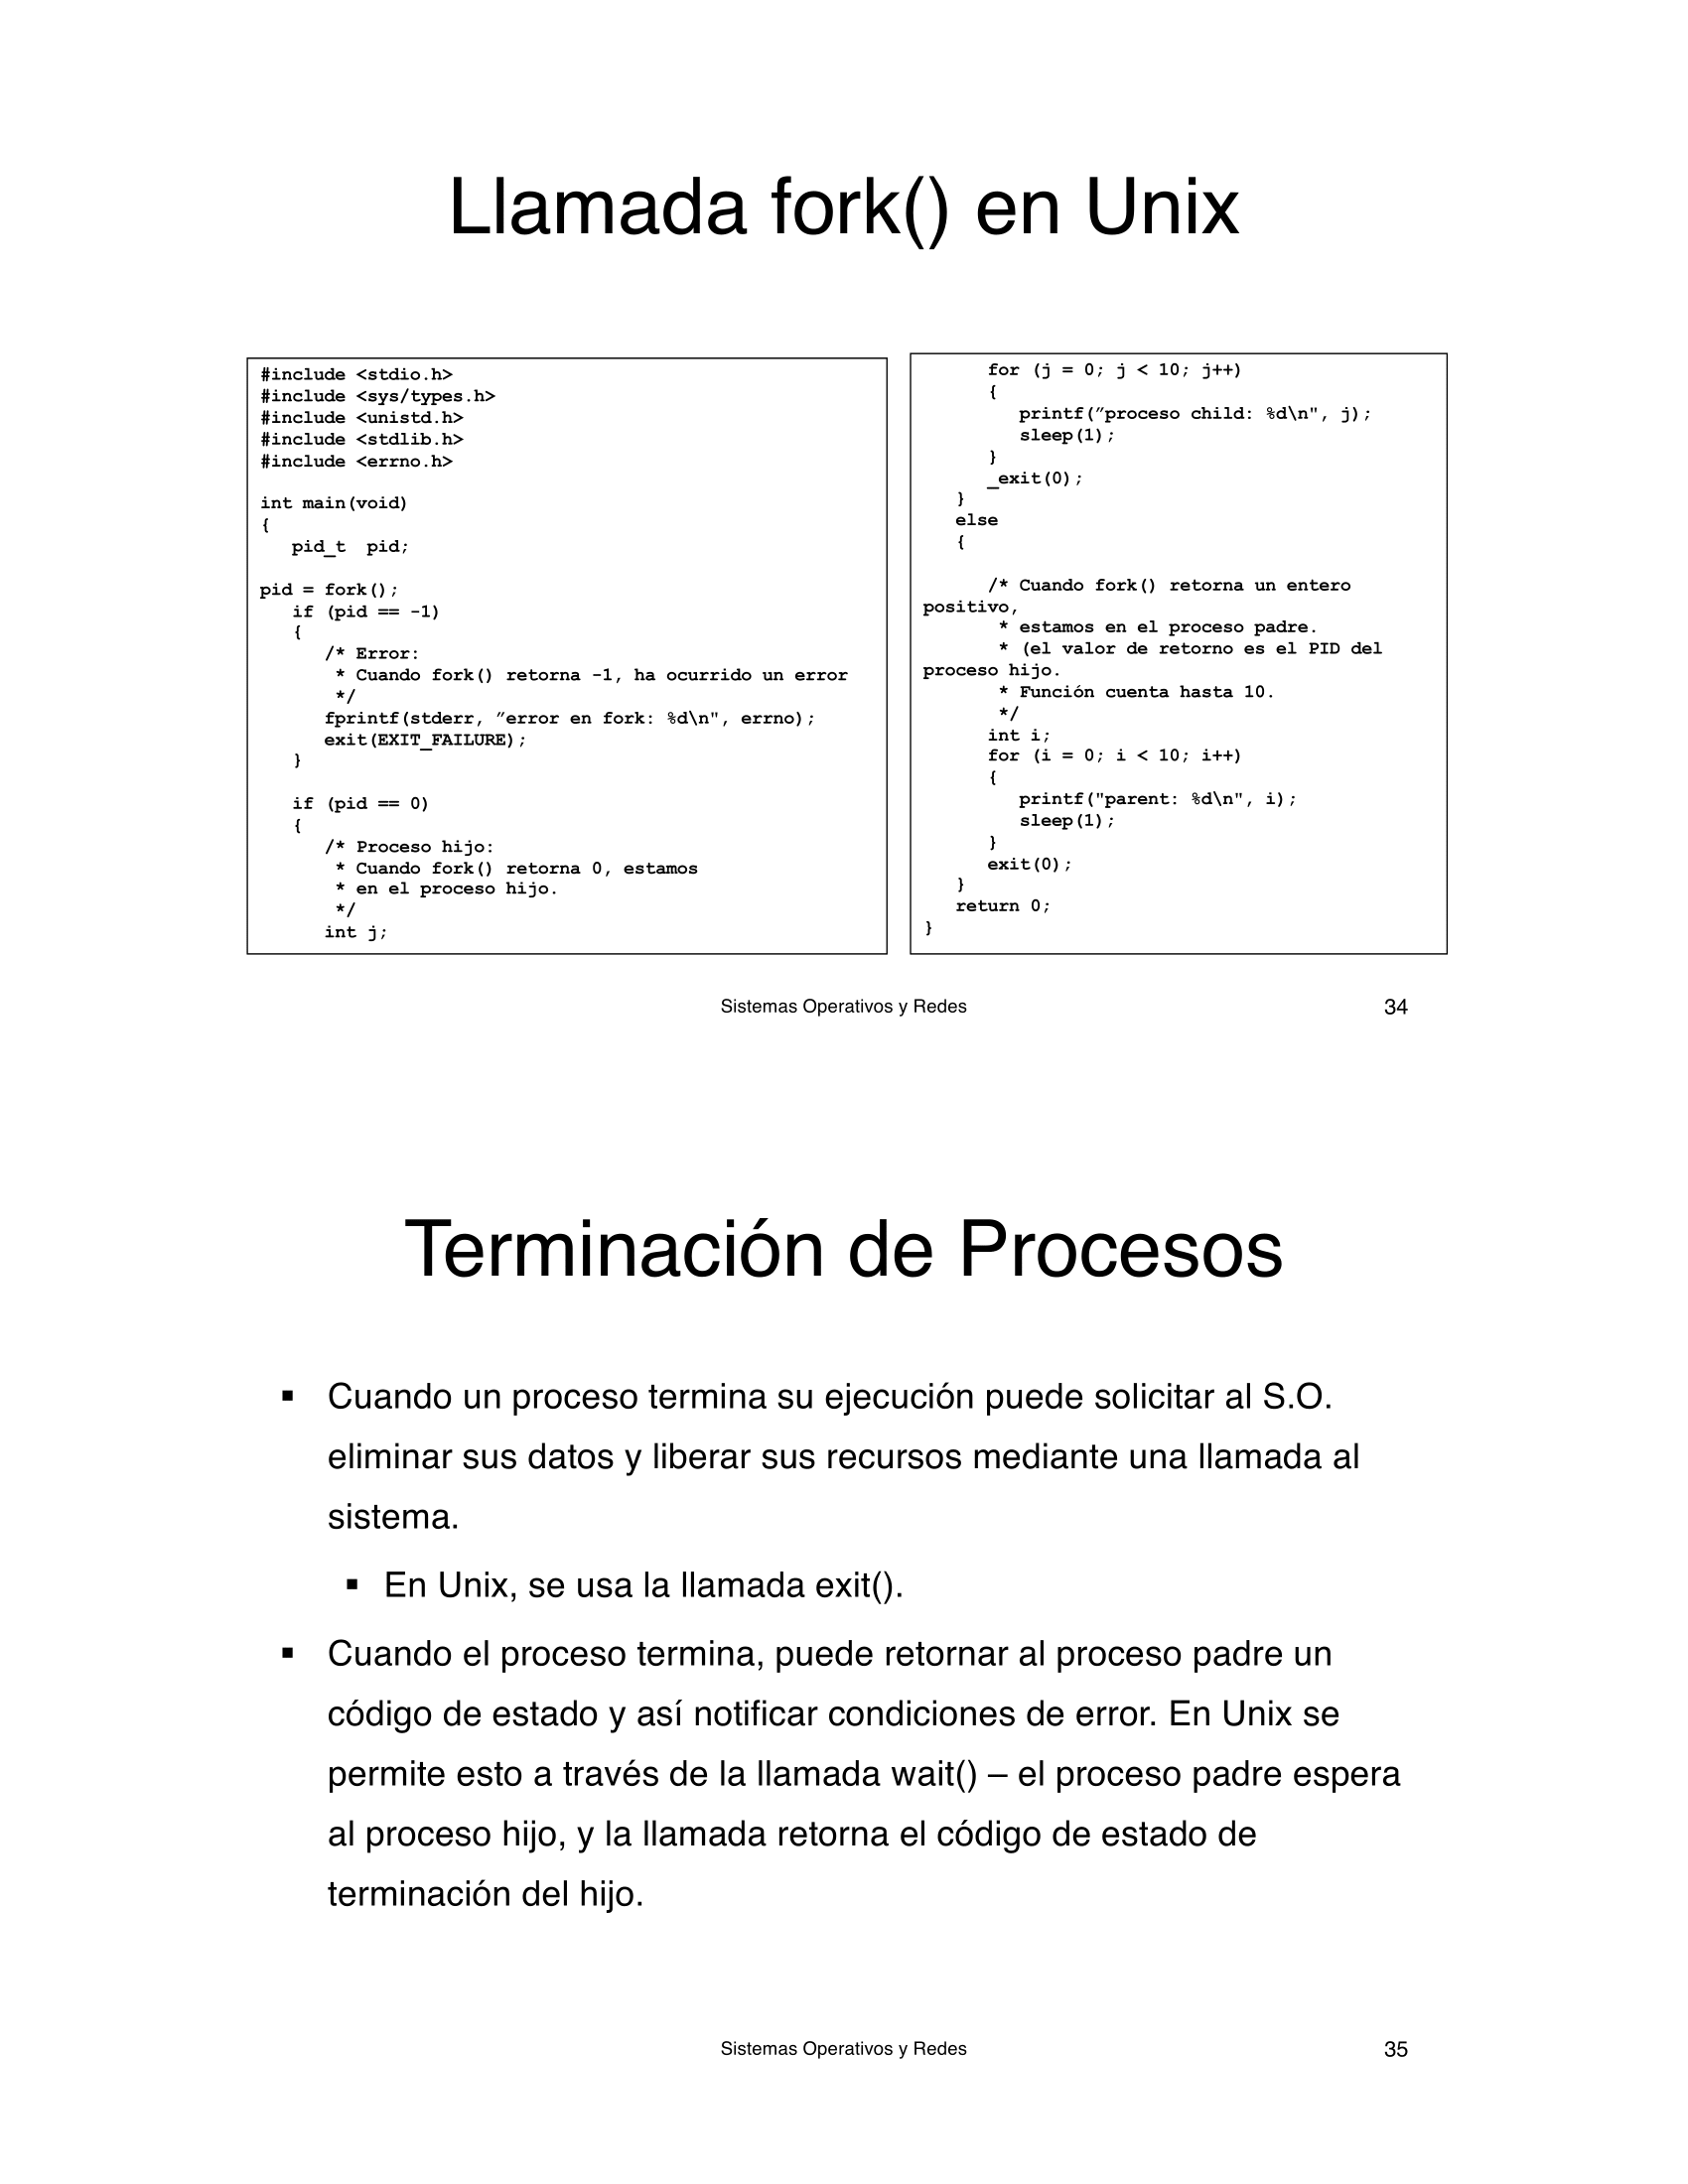 Llamada fork() en Unix
#include <stdio.h>
#include <sys/types.h>
#include <unistd.h>
#include <stdlib.h>
#include <errno.h>
int main(void)
{
   pid_t  pid;
pid = fork();
   if (pid == -1)
   {
      /* Error:
       * Cuando fork() retorna -1, ha ocurrido un error
       */
      fprintf(stderr, ”error en fork: %d\n", errno);
      exit(EXIT_FAILURE);
   }
   if (pid == 0)
   {
      /* Proceso hijo:
       * Cuando fork() retorna 0, estamos
       * en el proceso hijo.
       */
      int j;
      for (j = 0; j < 10; j++)
      {
         printf(”proceso child: %d\n", j);
         sleep(1);
      }
      _exit(0);
   }
   else
   {
      /* Cuando fork() retorna un entero
positivo,
       * estamos en el proceso padre.
       * (el valor de retorno es el PID del
proceso hijo.
       * Función cuenta hasta 10.
       */
      int i;
      for (i = 0; i < 10; i++)
      {
         printf("parent: %d\n", i);
         sleep(1);
      }
      exit(0);
   }
   return 0;
}
Sistemas Operativos y Redes 34
Terminación de Procesos
▪ Cuando un proceso termina su ejecución puede solicitar al S.O.
eliminar sus datos y liberar sus recursos mediante una llamada al
sistema.
▪ En Unix, se usa la llamada exit().
▪ Cuando el proceso termina, puede retornar al proceso padre un
código de estado y así notificar condiciones de error. En Unix se
permite esto a través de la llamada wait() – el proceso padre espera
al proceso hijo, y la llamada retorna el código de estado de
terminación del hijo.
Sistemas Operativos y Redes 35